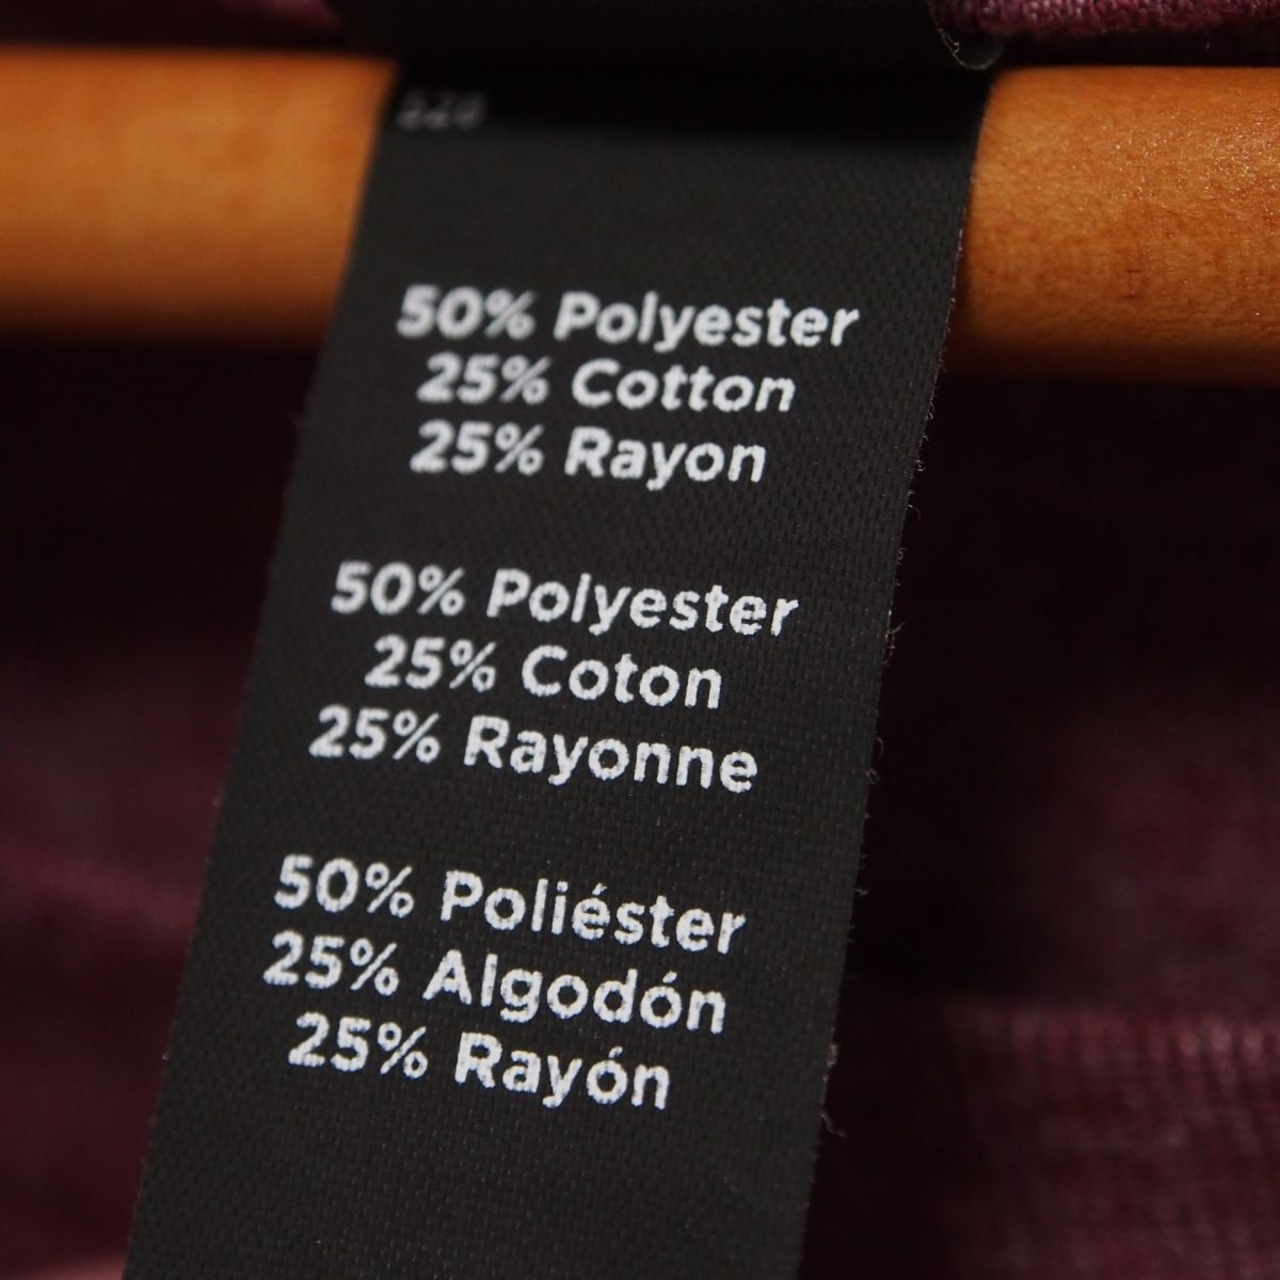 50% Polyester
25% Cotton
25% Rayon
50% Polyester
25% Coton
25% Rayonne
50% Poliéster
25% Algodón
25% Rayón